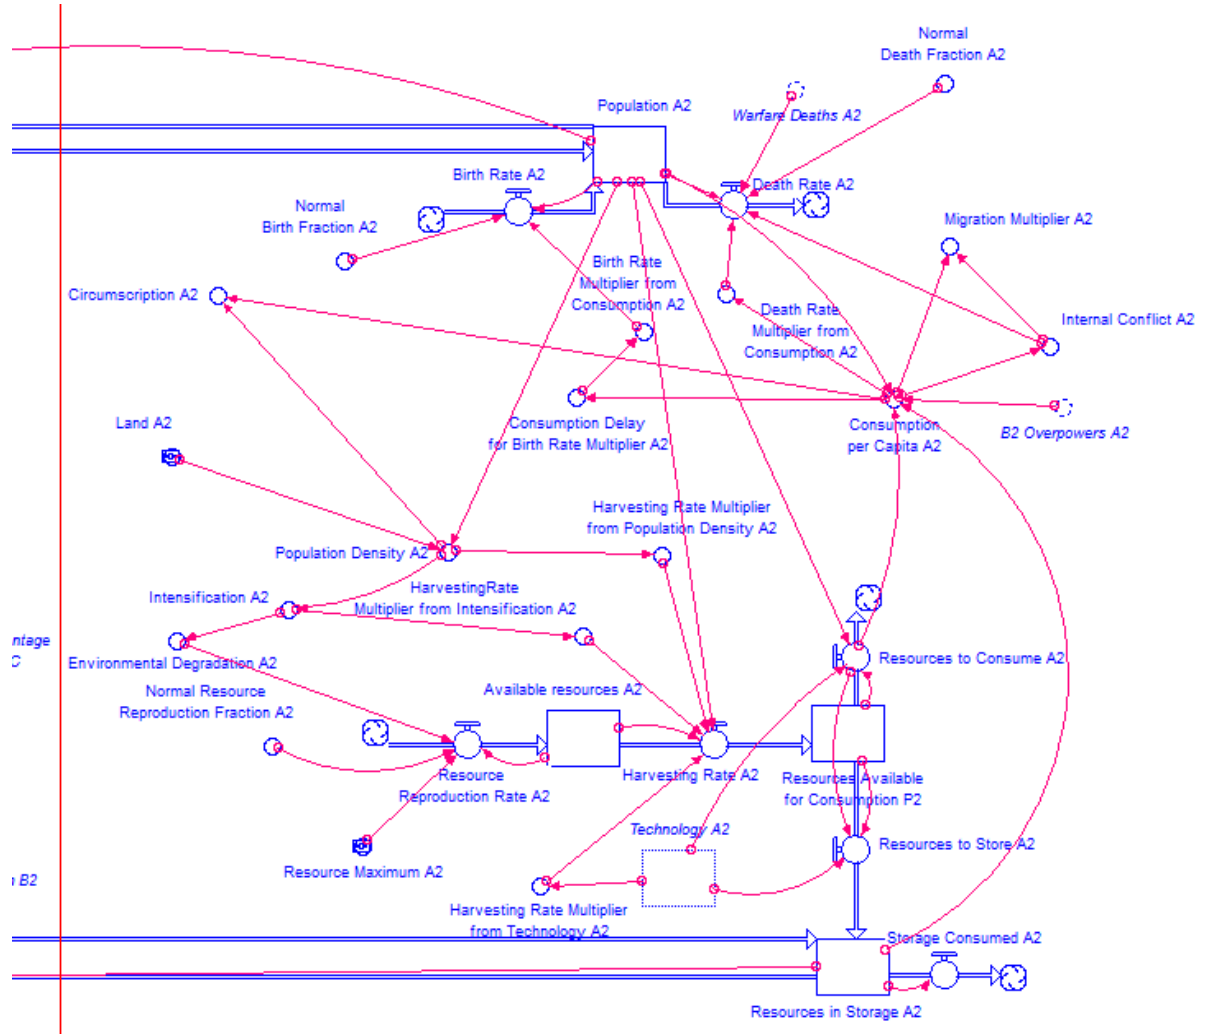 Normal
Death Fraction A2
Population A2
Warfare Deaths A2
Birth Rate A2
Death Rate A2
Normal
Birth Fraction A2
Migration Multiplier A2
Birth Rate
Multiplier from
Consumption A2
Circumscription A2
Death Rate
Multiplier from
Consumption A2
Internal Conflict A2
Land A2
Consumption Delay
for Birth Rate Multiplier A2
Consumption
per Capita A2
B2 Overpowers A2
Harvesting Rate Multiplier
from Population Density A2
Population Density A2
Intensification A2
HarvestingRate
Multiplier from Intensification A2
ntage
C
Environmental Degradation A2
Resources to Consume A2
Normal Resource
Reproduction Fraction A2
Available resources A2
Resource
Reproduction Rate A2
Harvesting Rate A2
Resources Available
for Consumption P2
Technology A2
Resources to Store A2
Resource Maximum A2
B2
Harvesting Rate Multiplier
from Technology A2
Storage Consumed A2
Resources in Storage A2